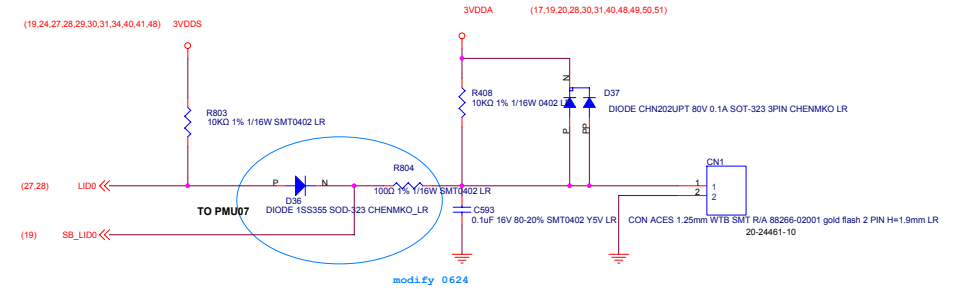 3VDDA (17,19,20,28,30,31,40,48,49,50,51)
(19,24,27,28,29,30,31,34,40,41,48) 3VDDS
N
R408
10KΩ 1% 1/16W 0402 LR
D37
DIODE CHN202UPT 80V 0.1A SOT-323 3PIN CHENMKO LR
R803
10KΩ 1% 1/16W SMT0402 LR
P
PP
CN1
R804
100Ω 1% 1/16W SMT0402 LR
(27,28) LID0
P
N
1
1
2
2
D36
TO PMU07
DIODE 1SS355 SOD-323 CHENMKO_LR
C593
0.1uF 16V 80-20% SMT0402 Y5V LR
CON ACES 1.25mm WTB SMT R/A 88266-02001 gold flash 2 PIN H=1.9mm LR
20-24461-10
(19) SB_LID0
modify 0624